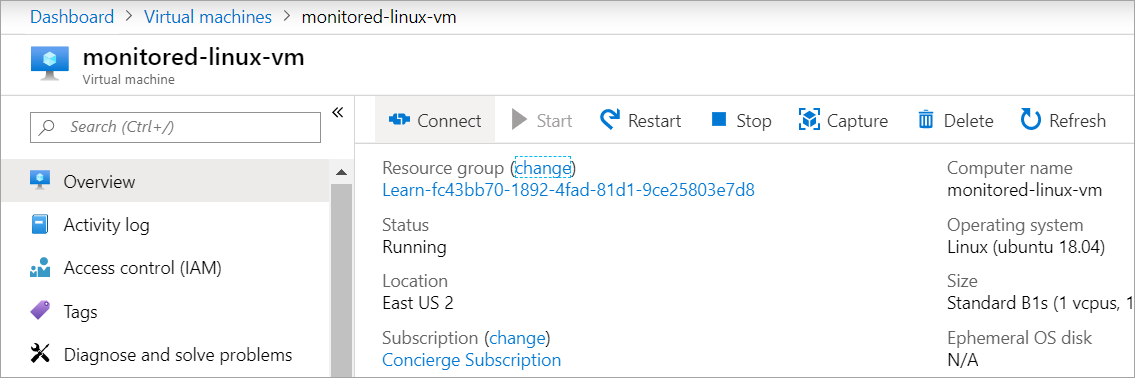 Dashboard > Virtual machines > monitored-linux-vm
monitored-linux-vm
Virtual machine
Search (Ctrl+/)
«
Connect Start Restart Stop Capture Delete Refresh
Overview
Activity log
Access control (IAM)
Tags
Diagnose and solve problems
Resource group (change)
Learn-fc43bb70-1892-4fad-81d1-9ce25803e7d8
Status
Running
Location
East US 2
Subscription (change)
Concierge Subscription
Computer name
monitored-linux-vm
Operating system
Linux (ubuntu 18.04)
Size
Standard B1s (1 vcpus, 1
Ephemeral OS disk
N/A